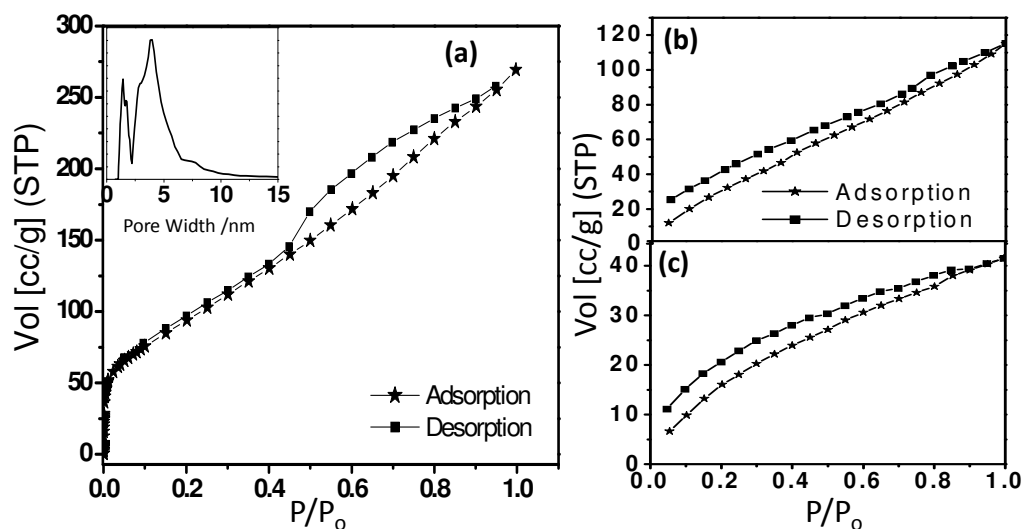 (a)
Vol [cc/g] (STP)
300
250
200
150
100
50
0
0.0 0.2 0.4 0.6 0.8 1.0
P/Po
0 5 10 15
Pore Width /nm
Adsorption
Desorption
(b)
Vol [cc/g] (STP)
120
100
80
60
40
20
0
Adsorption
Desorption
(c)
40
30
20
10
0
0.0 0.2 0.4 0.6 0.8 1.0
P/Po